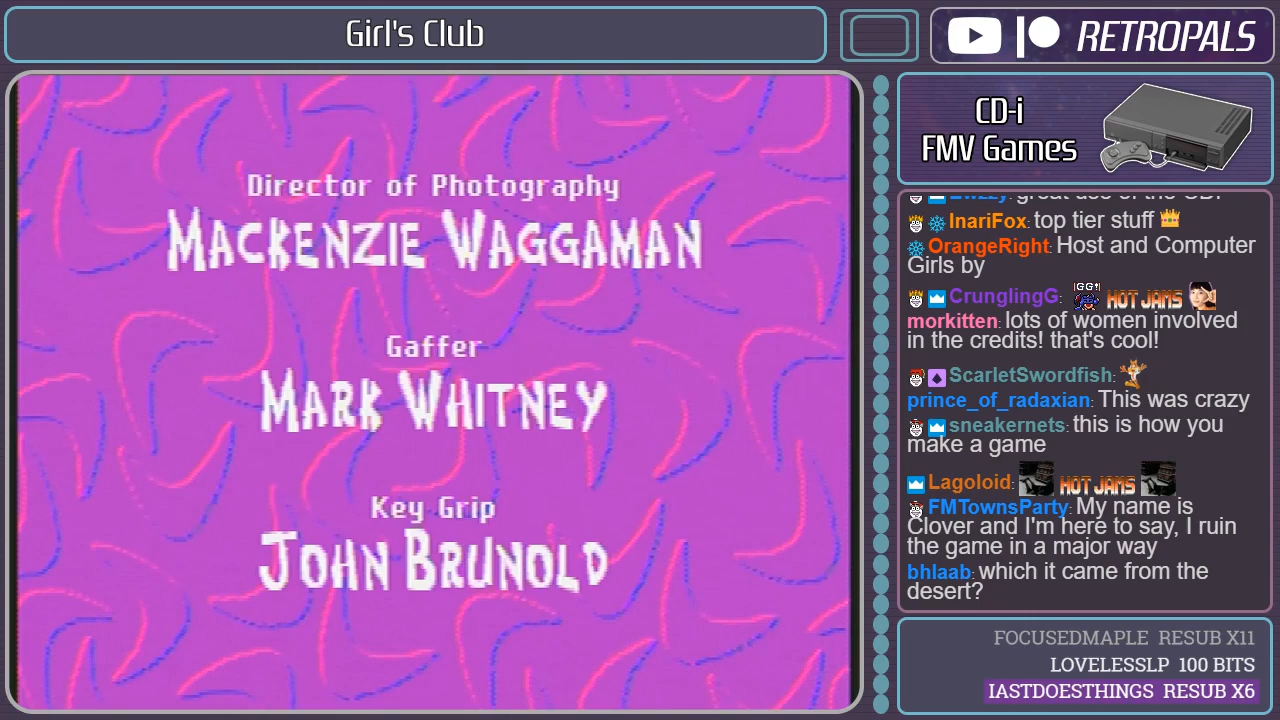 Girl's Club
RETROPALS
Director of Photography
MACKENZIE WAGGAMAN
Gaffer
MARK WHITNEY
Key Grip
JOHN BRUNOLD
CD-i
FMV Games
InariFox: top tier stuff
OrangeRight: Host and Computer
Girls by
CrunglingG: GG! HOT JAMS
morkitten: lots of women involved
in the credits! that's cool!
ScarletSwordfish:
prince_of_radaxian: This was crazy
sneakernets: this is how you
make a game
Lagoloid: HOT JAMS
FMTownsParty: My name is
Clover and I'm here to say, I ruin
the game in a major way
bhlaab: which it came from the
desert?
FOCUSEDMAPLE RESUB X11
LOVELESSLP 100 BITS
IASTDOESTHINGS RESUB X6